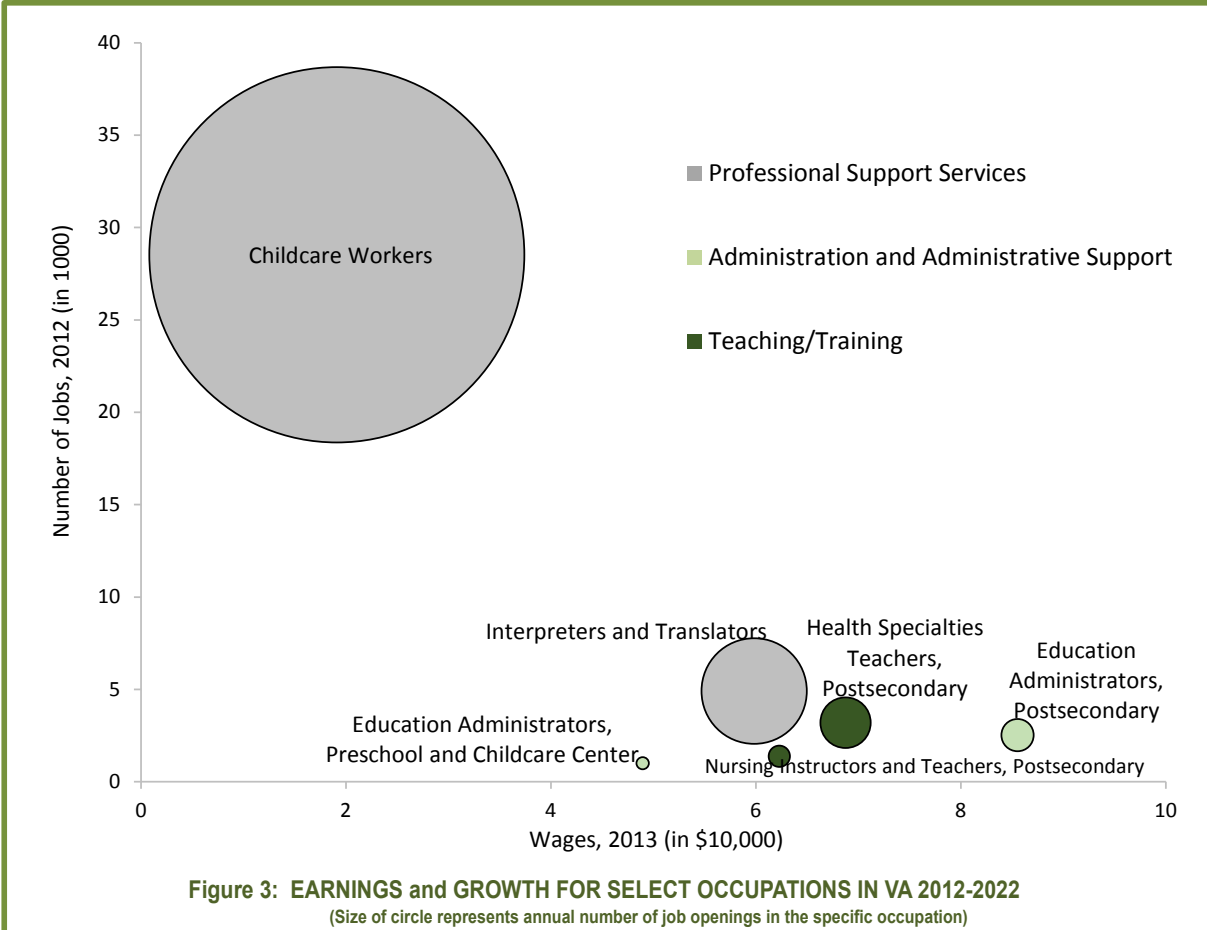 40
35
30
25
20
15
10
5
0
Number of Jobs, 2012 (in 1000)
Childcare Workers
Professional Support Services
Administration and Administrative Support
Teaching/Training
Interpreters and Translators
Health Specialties
Teachers,
Postsecondary
Education
Administrators,
Postsecondary
Education Administrators,
Preschool and Childcare Center
Nursing Instructors and Teachers, Postsecondary
0 2 4 6 8 10
Wages, 2013 (in $10,000)
Figure 3: EARNINGS and GROWTH FOR SELECT OCCUPATIONS IN VA 2012-2022
(Size of circle represents annual number of job openings in the specific occupation)